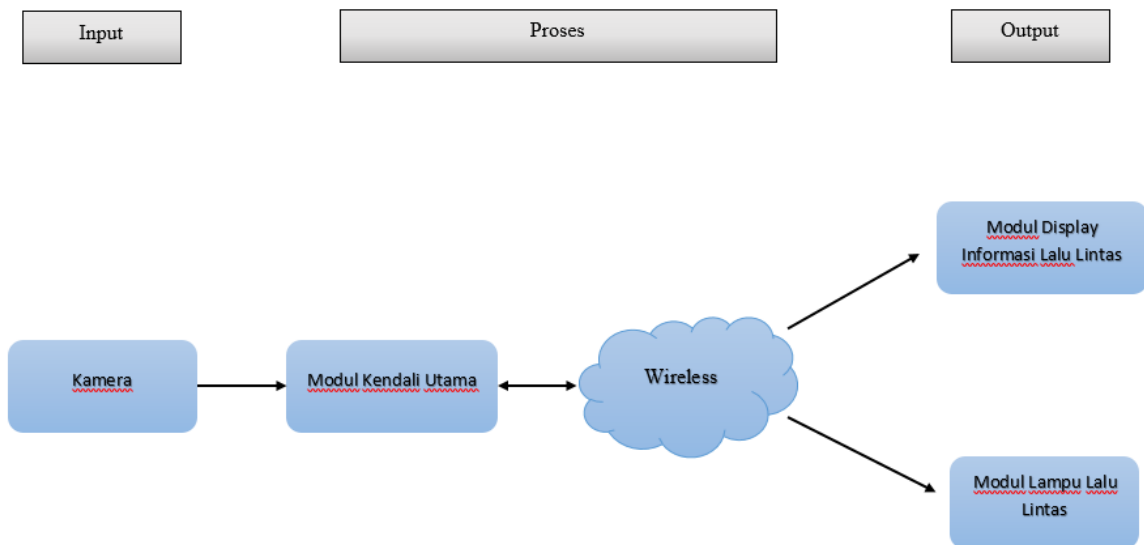 Input
Proses
Output
Modul Display
Informasi Lalu Lintas
Kamera
Modul Kendali Utama
Wireless
Modul Lampu Lalu
Lintas